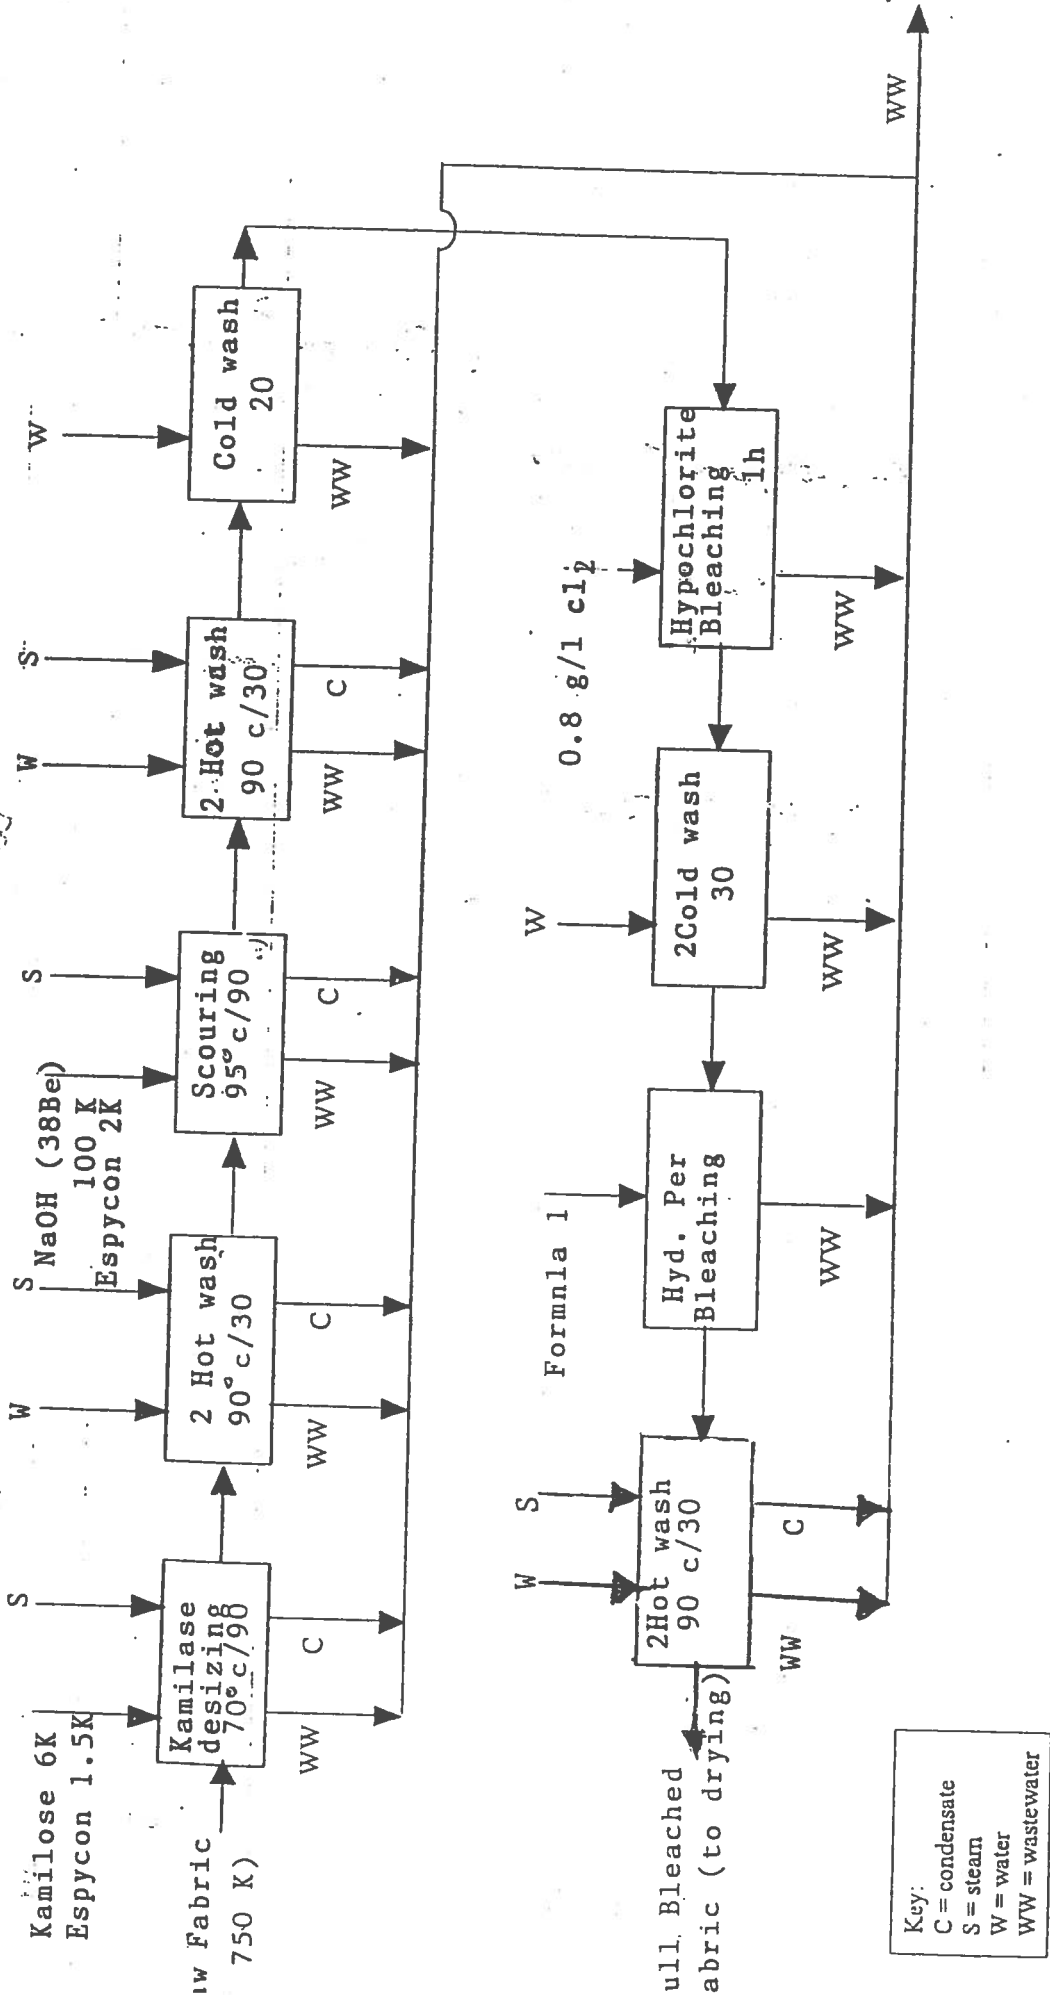 Kamilose 6K
Espycon 1.5K
S
W
S
NaOH (38Be)
100 K
Espycon 2K
S
W
S
W
aw Fabric
750 K)
Kamilase
desizing
70°c/90
2 Hot wash
90°c/30
Scouring
95°c/90
2 Hot wash
90 c/30
Cold wash
20
WW
C
WW
C
WW
C
WW
C
WW
WW
0.8 g/l cl2
W
Formnla 1
S
W
Hypochlorite
Bleaching
1h
2Cold wash
30
Hyd. Per
Bleaching
2Hot wash
90 c/30
WW
WW
WW
C
WW
ull Bleached
abric (to drying)
Key:
C = condensate
S = steam
W = water
WW = wastewater